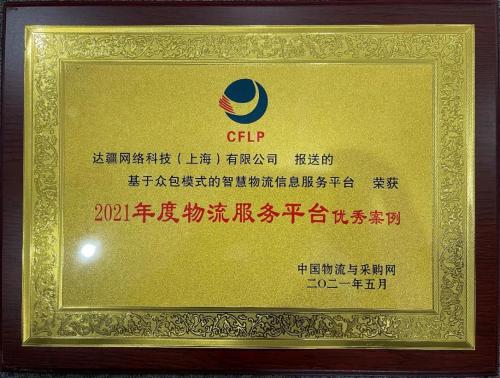 CFLP
达疆网络科技（上海）有限公司 报送的
基于众包模式的智慧物流信息服务平台 荣获
2021年度物流服务平台优秀案例
中国物流与采购网
二〇二一年五月